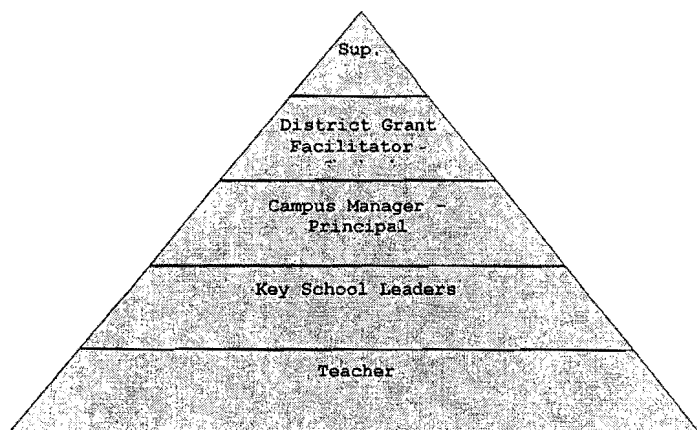 Sup.
District Grant
Facilitator-
Campus Manager -
Principal
Key School Leaders
Teacher